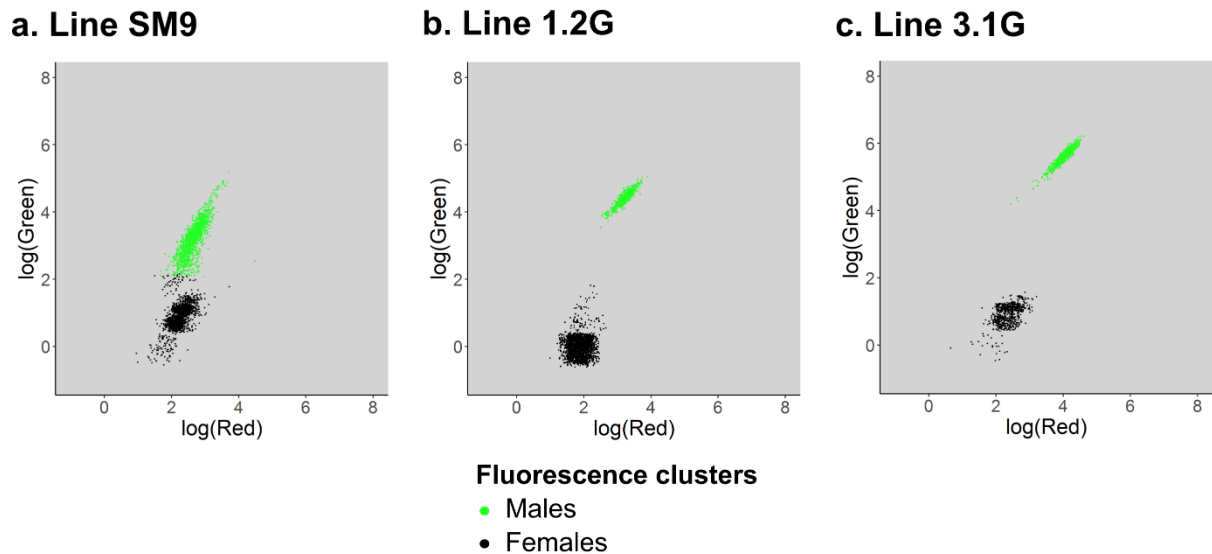 a. Line SM9
b. Line 1.2G
c. Line 3.1G
8
6
4
2
0
log(Green)
0 2 4 6 8
log(Red)
8
6
4
2
0
log(Green)
0 2 4 6 8
log(Red)
8
6
4
2
0
log(Green)
0 2 4 6 8
log(Red)
Fluorescence clusters
Males
Females